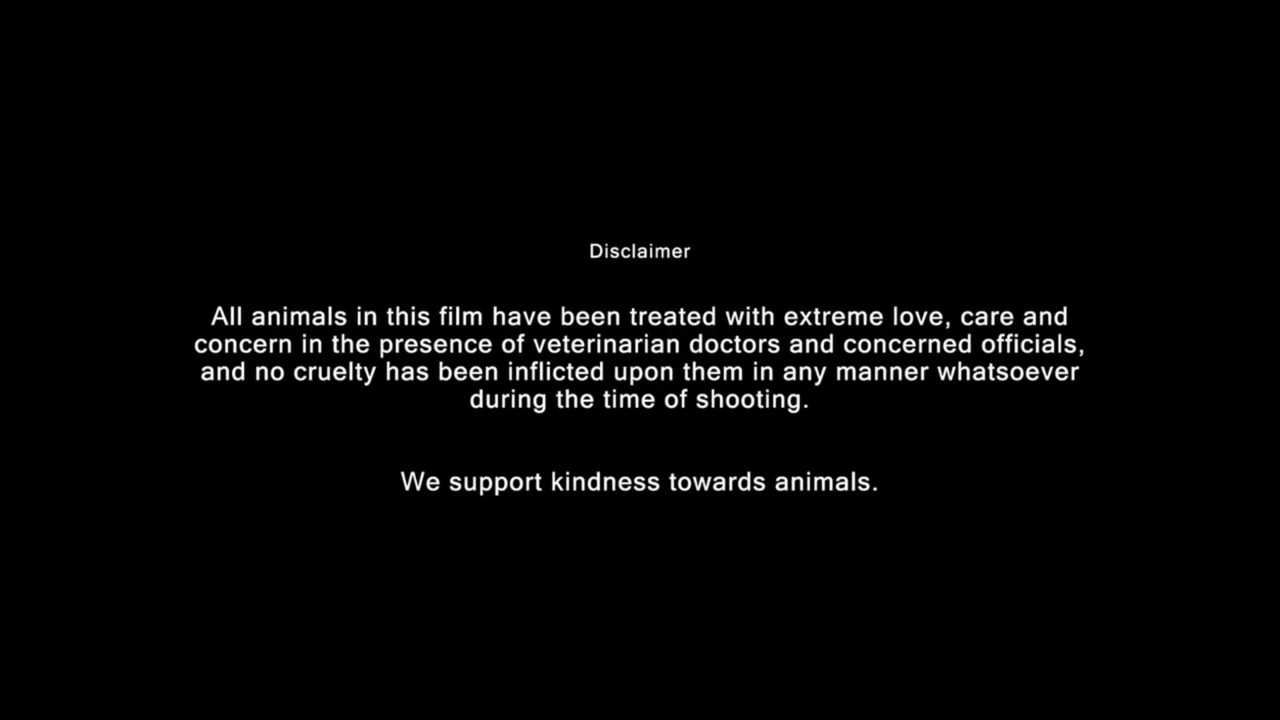 Disclaimer
All animals in this film have been treated with extreme love, care and
concern in the presence of veterinarian doctors and concerned officials,
and no cruelty has been inflicted upon them in any manner whatsoever
during the time of shooting.
We support kindness towards animals.